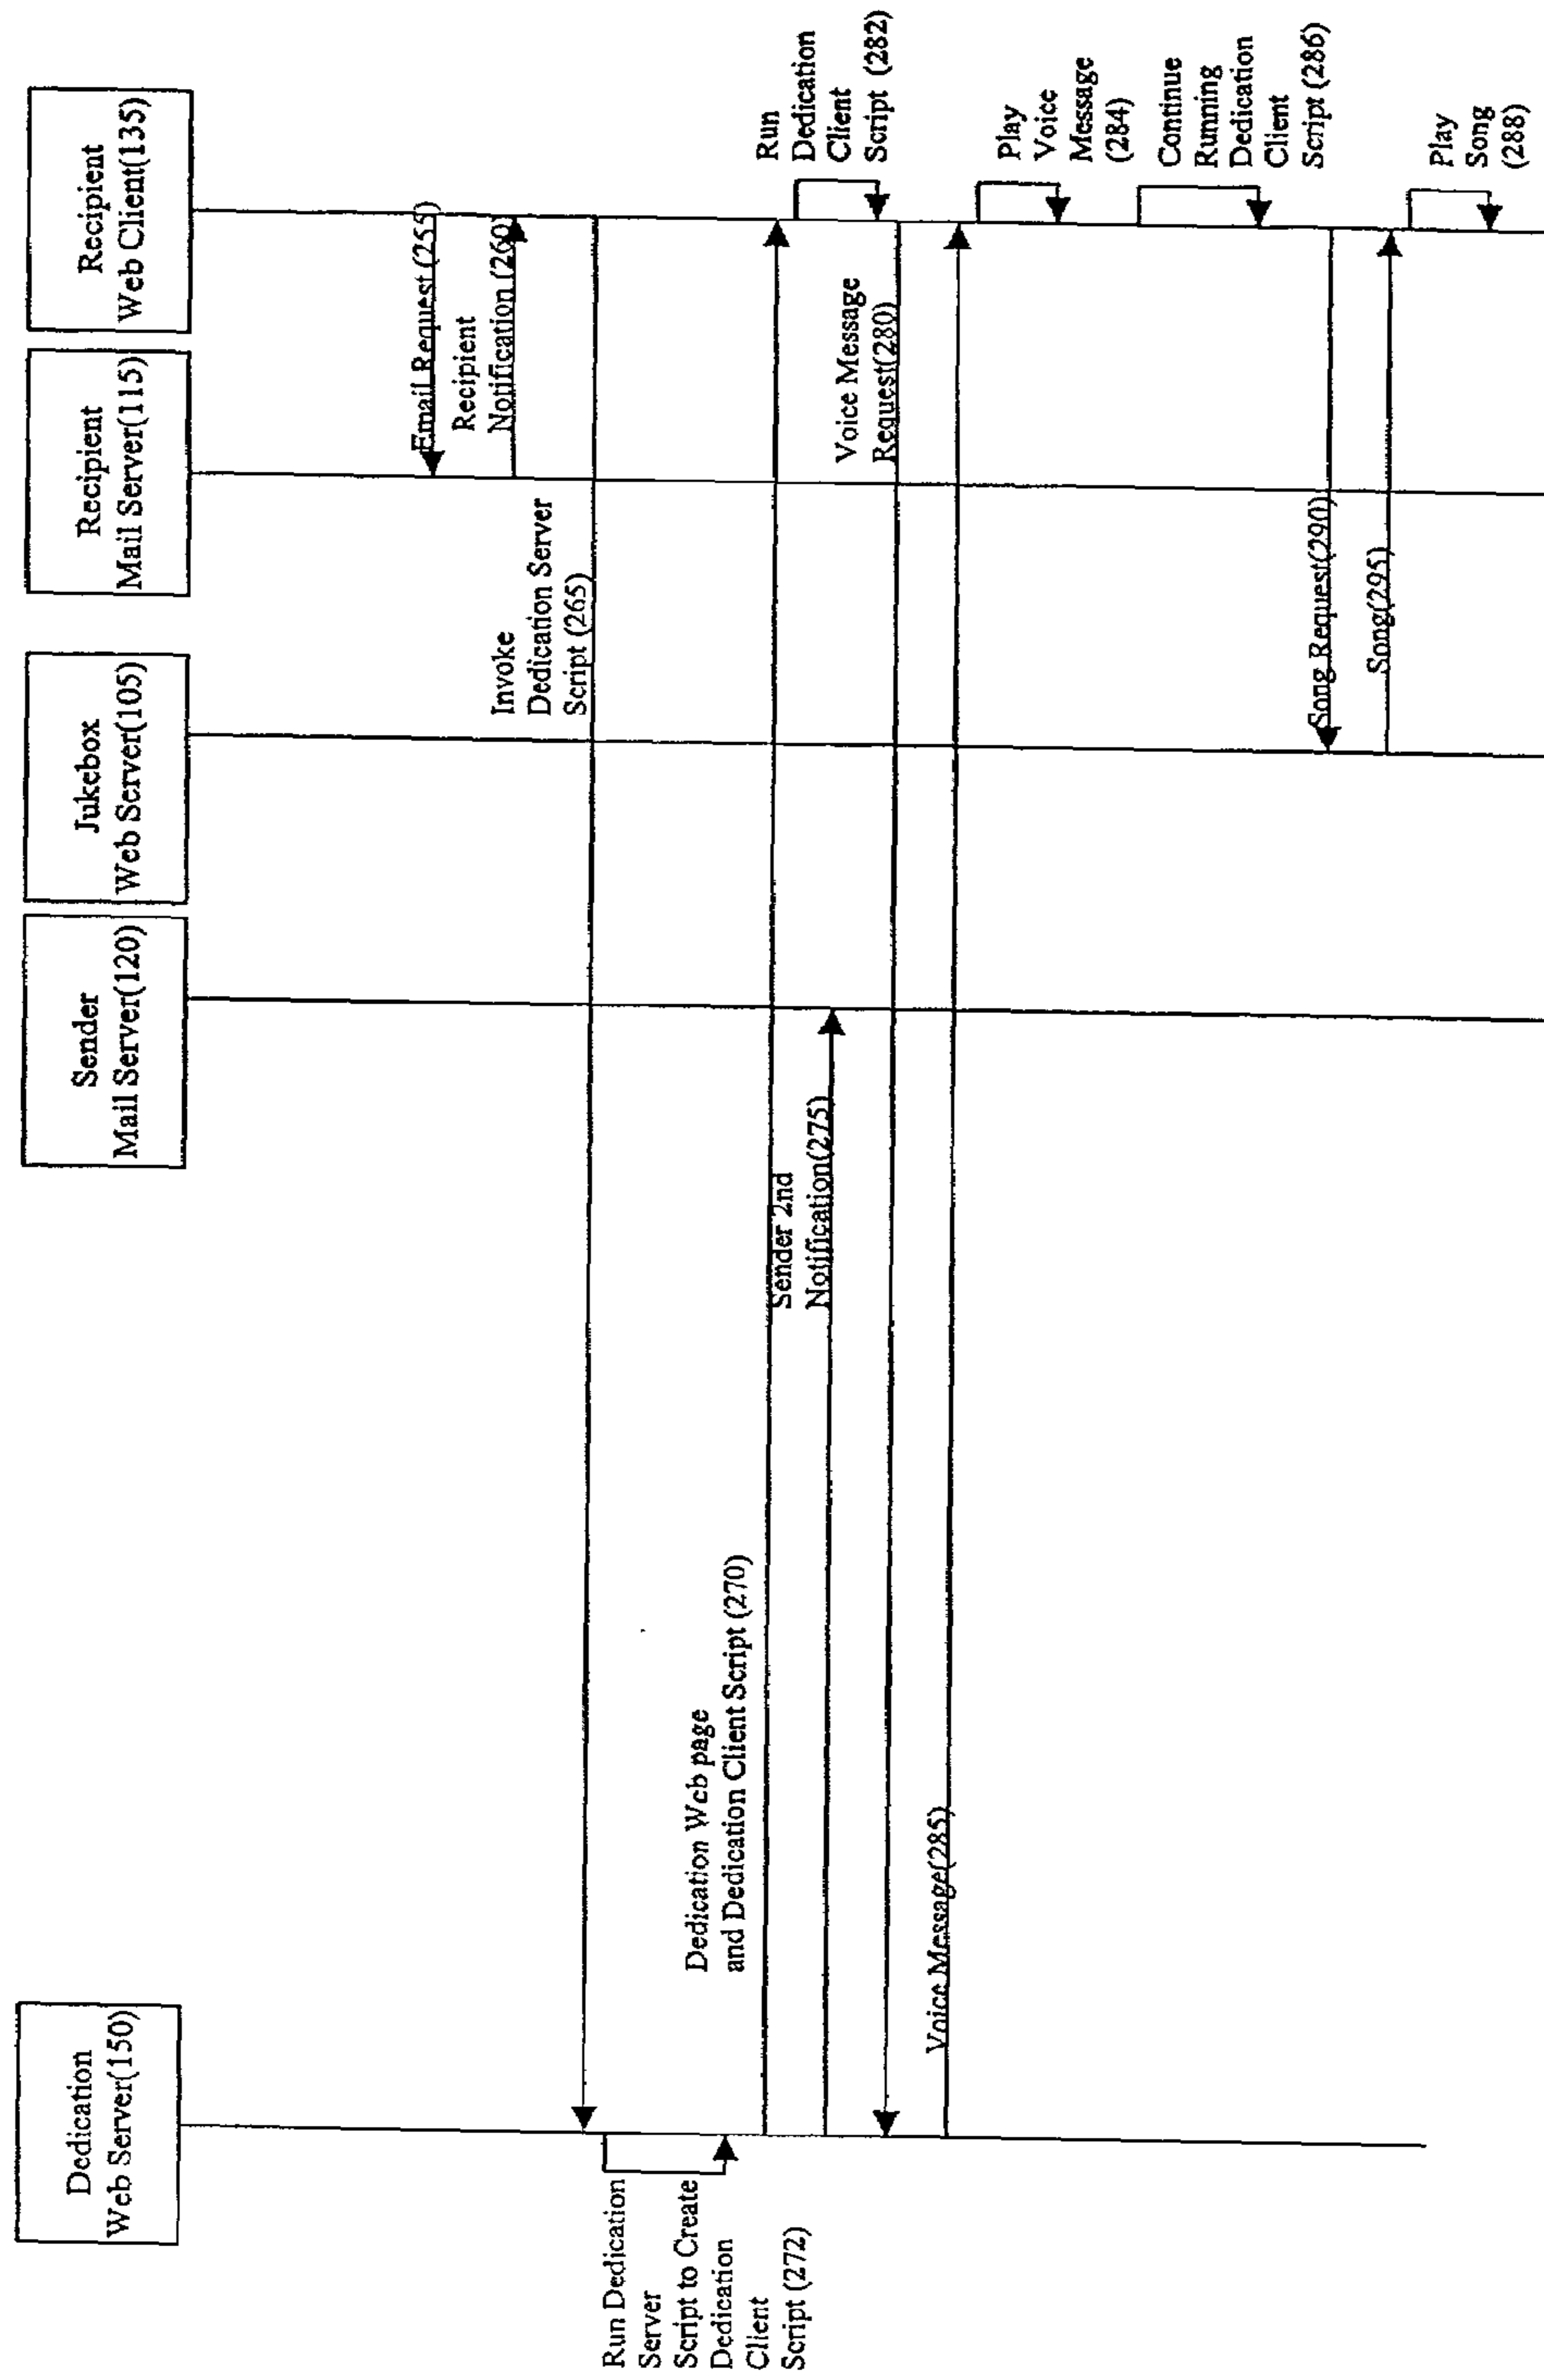 Dedication
Web Server(150)
Sender
Mail Server(120)
Jukebox
Web Server(105)
Recipient
Mail Server(115)
Recipient
Web Client(135)
Email Request (255)
Recipient
Notification (260)
Invoke
Dedication Server
Script (265)
Run Dedication
Server
Script to Create
Dedication
Client
Script (272)
Dedication Web page
and Dedication Client Script (270)
Sender 2nd
Notification(275)
Run
Dedication
Client
Script (282)
Voice Message
Request(280)
Voice Message(285)
Play
Voice
Message
(284)
Continue
Running
Dedication
Client
Script (286)
Song Request(290)
Song(295)
Play
Song
(288)